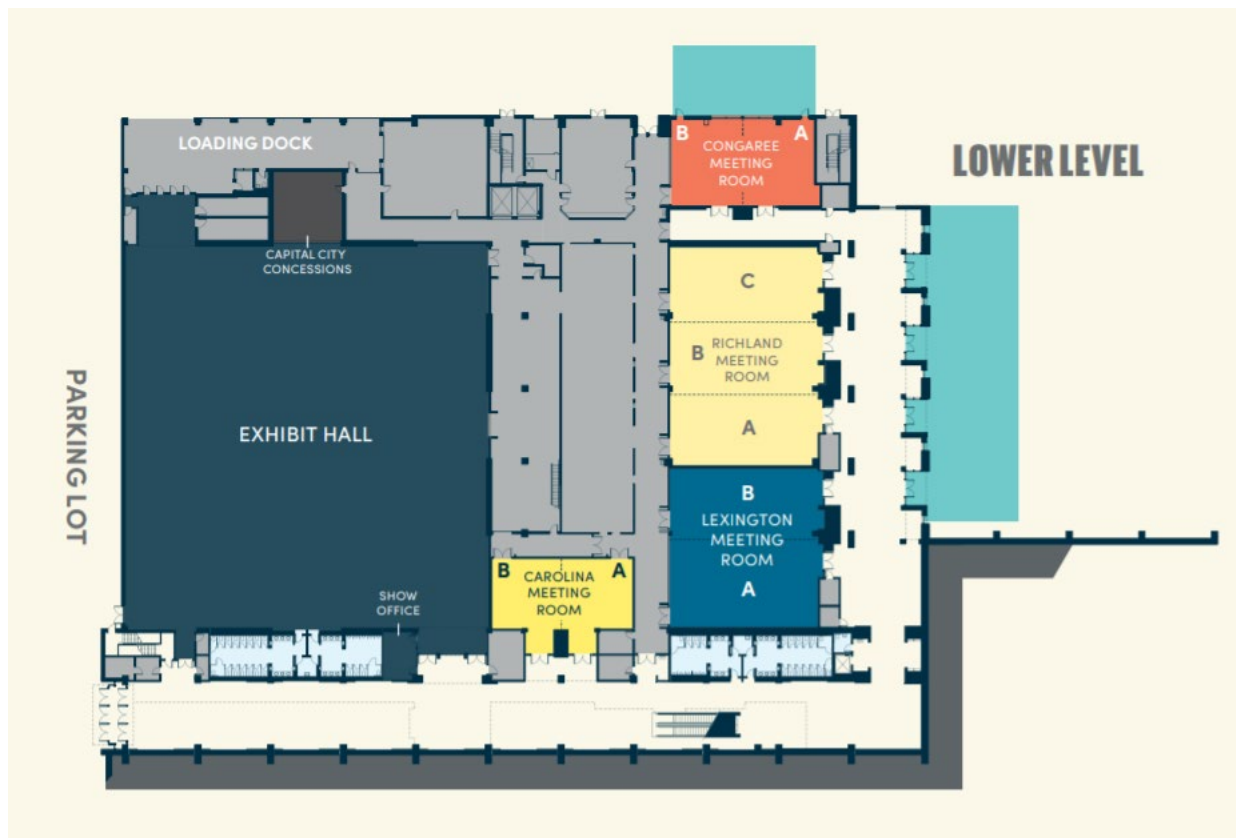 LOADING DOCK
B
A
CONGAREE
MEETING
ROOM
LOWER LEVEL
CAPITAL CITY
CONCESSIONS
C
B
RICHLAND
MEETING
ROOM
A
PARKING LOT
EXHIBIT HALL
B
LEXINGTON
MEETING
ROOM
A
B
A
CAROLINA
MEETING
ROOM
SHOW
OFFICE